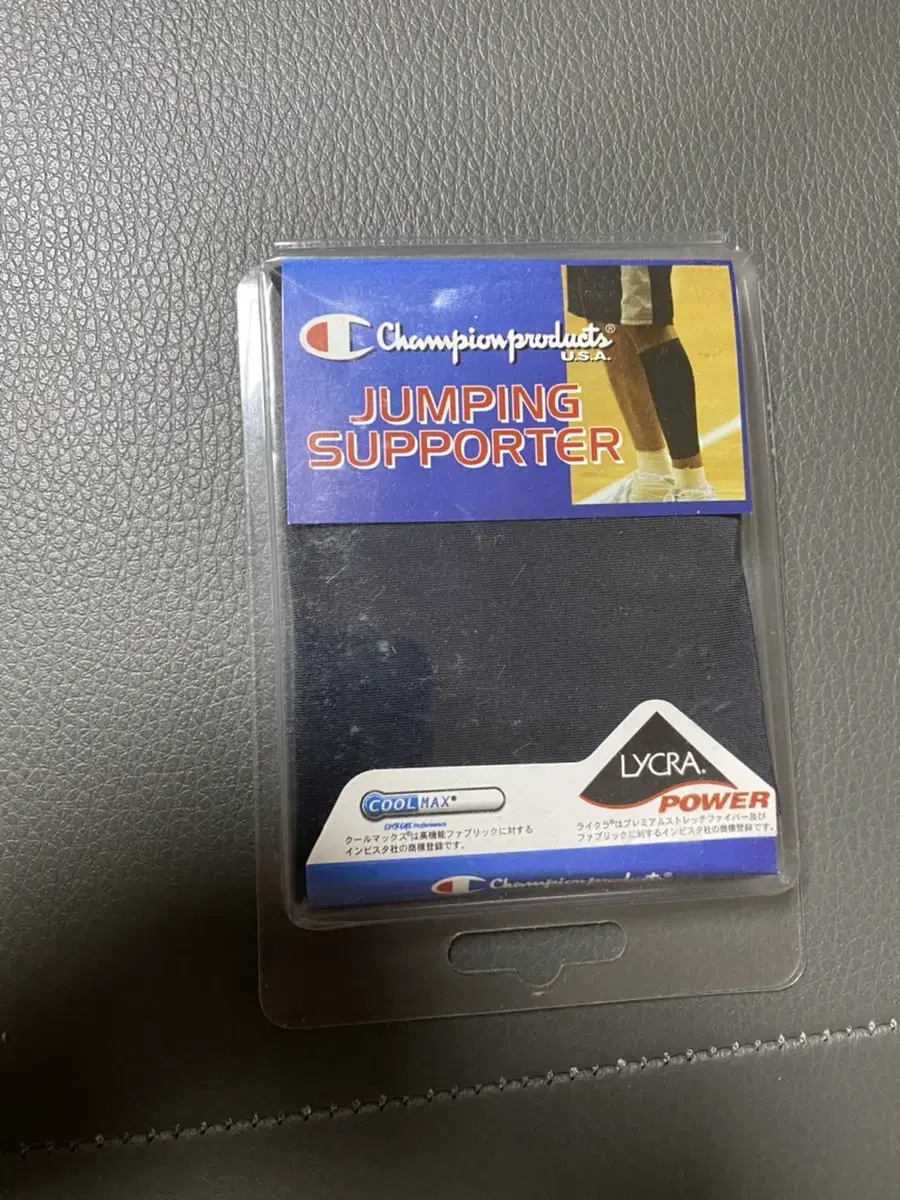 Championproducts®
U.S.A.
JUMPING
SUPPORTER
LYCRA®
POWER
COOLMAX®
クールマックス®は高機能ファブリックに対する
インビスタ社の商標登録です。
ライクラ®はプレミアムストレッチファイバー及び
ファブリックに対するインビスタ社の商標登録です。
Championproducts